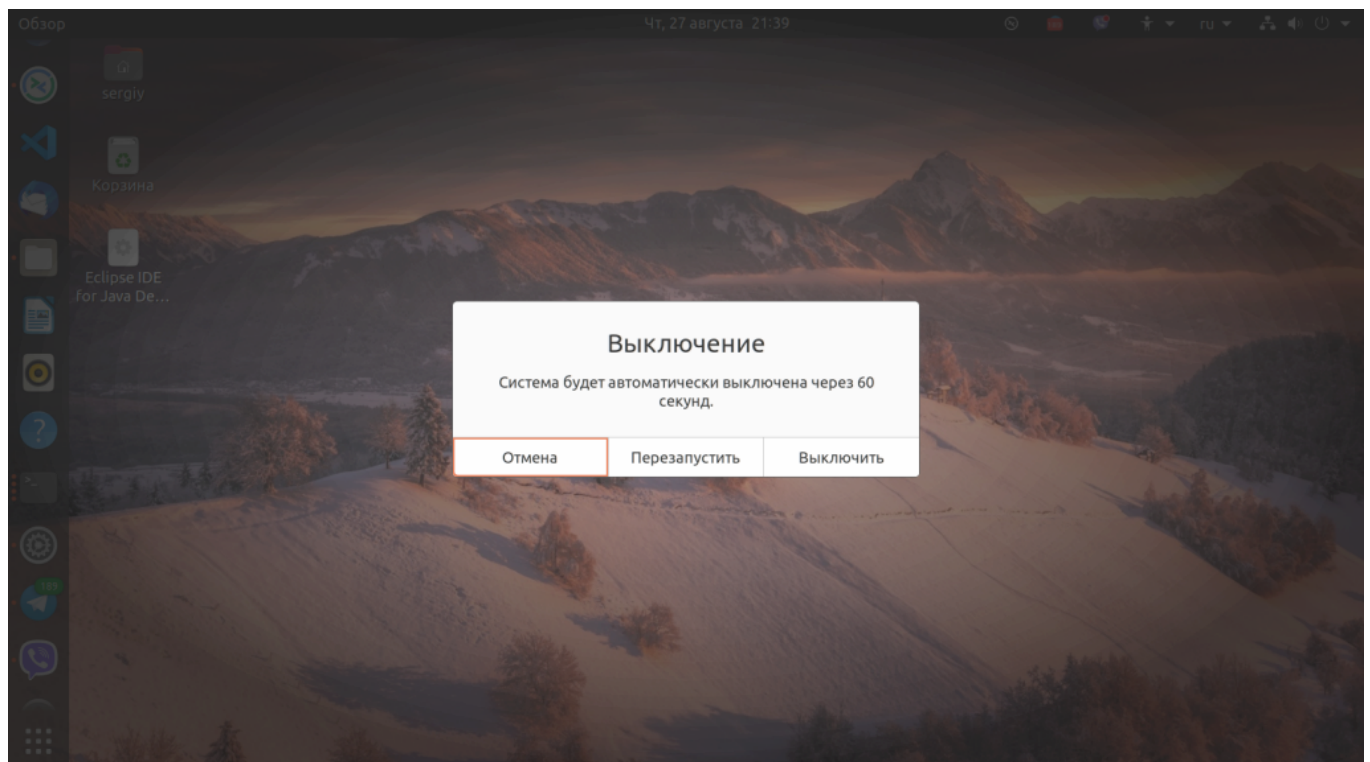 Обзор
Чт, 27 августа 21:39
ru
sergiy
Корзина
Eclipse IDE
for Java De...
Выключение
Система будет автоматически выключена через 60
секунд.
Отмена
Перезапустить
Выключить
189